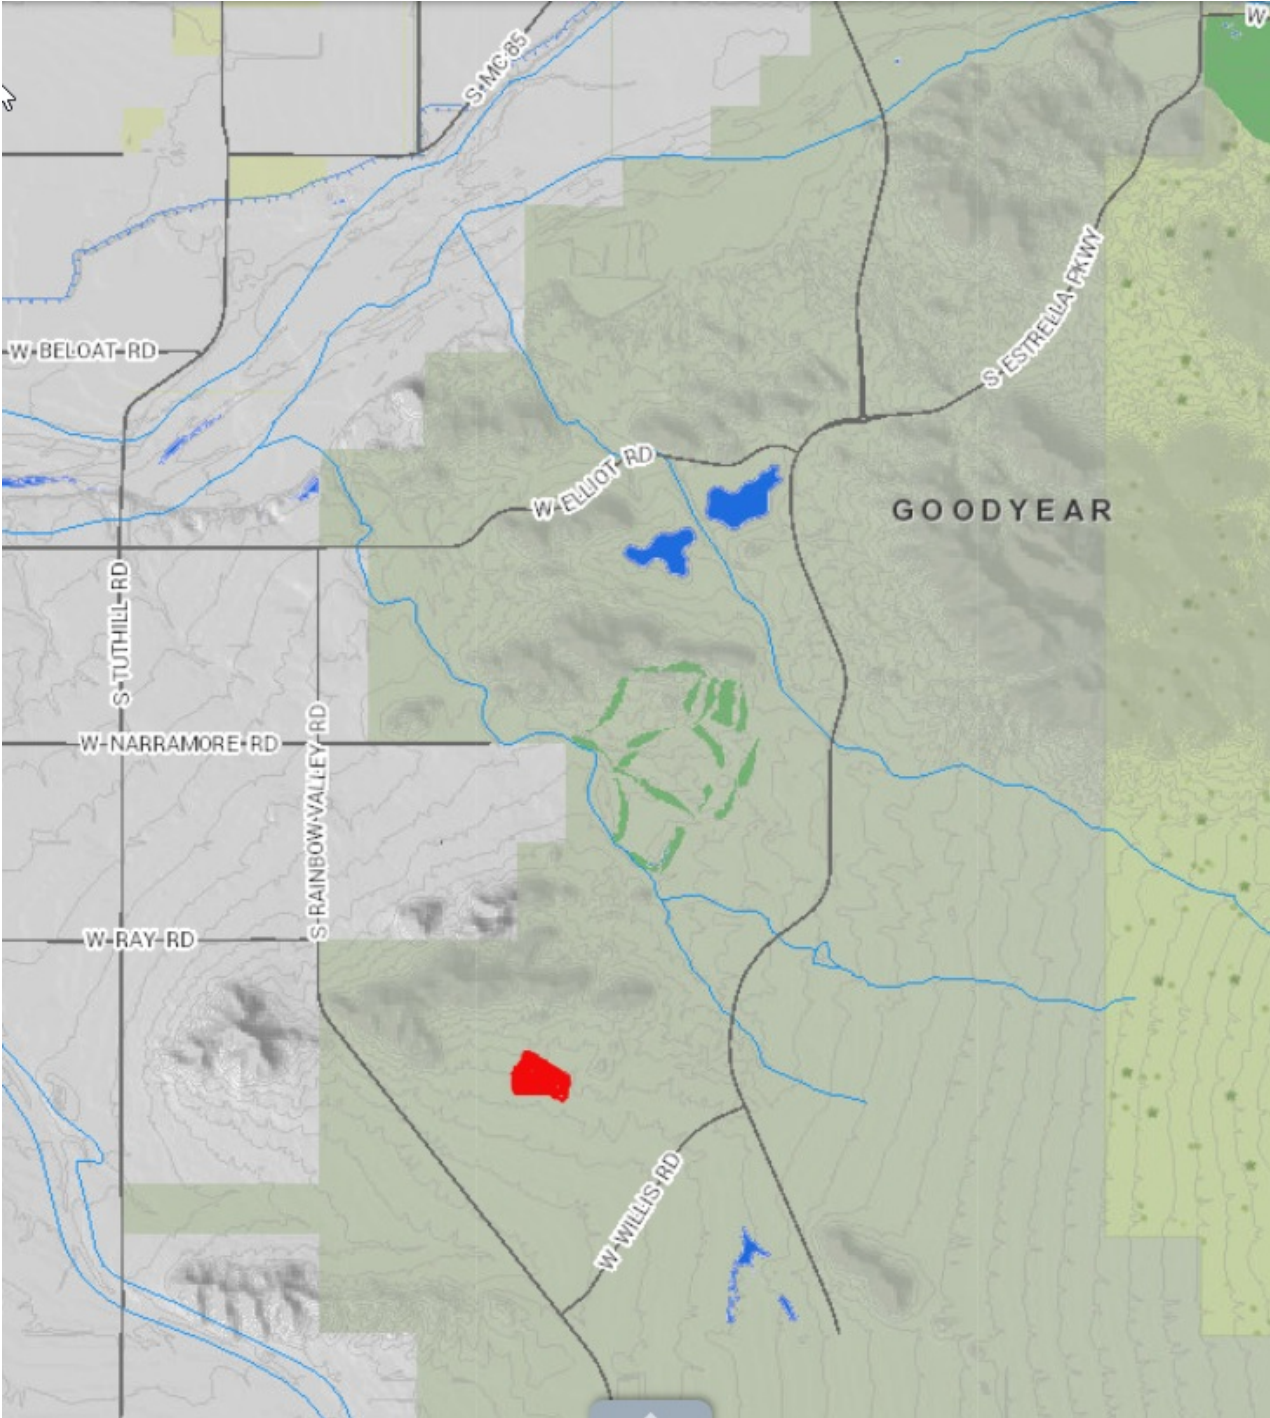 W
S MC 85
S ESTRELLA PKWY
W BELOAT RD
W ELLIOT RD
GOODYEAR
S TUTHILL RD
W NARRAMORE RD
S RAINBOW VALLEY RD
W RAY RD
W WILLIS RD